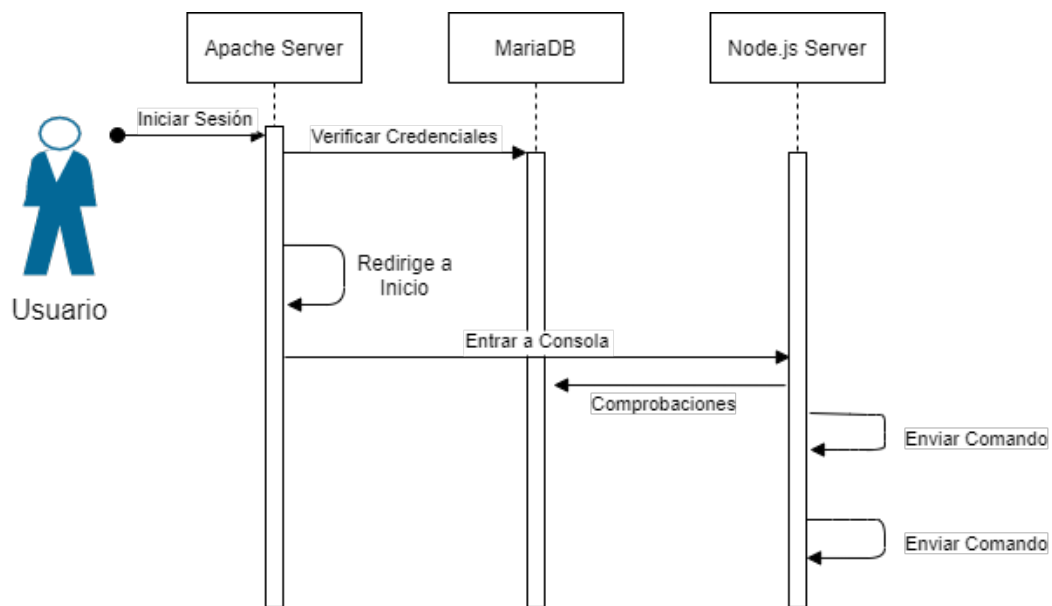 Apache Server
MariaDB
Node.js Server
Iniciar Sesión
Verificar Credenciales
Redirige a
Inicio
Usuario
Entrar a Consola
Comprobaciones
Enviar Comando
Enviar Comando